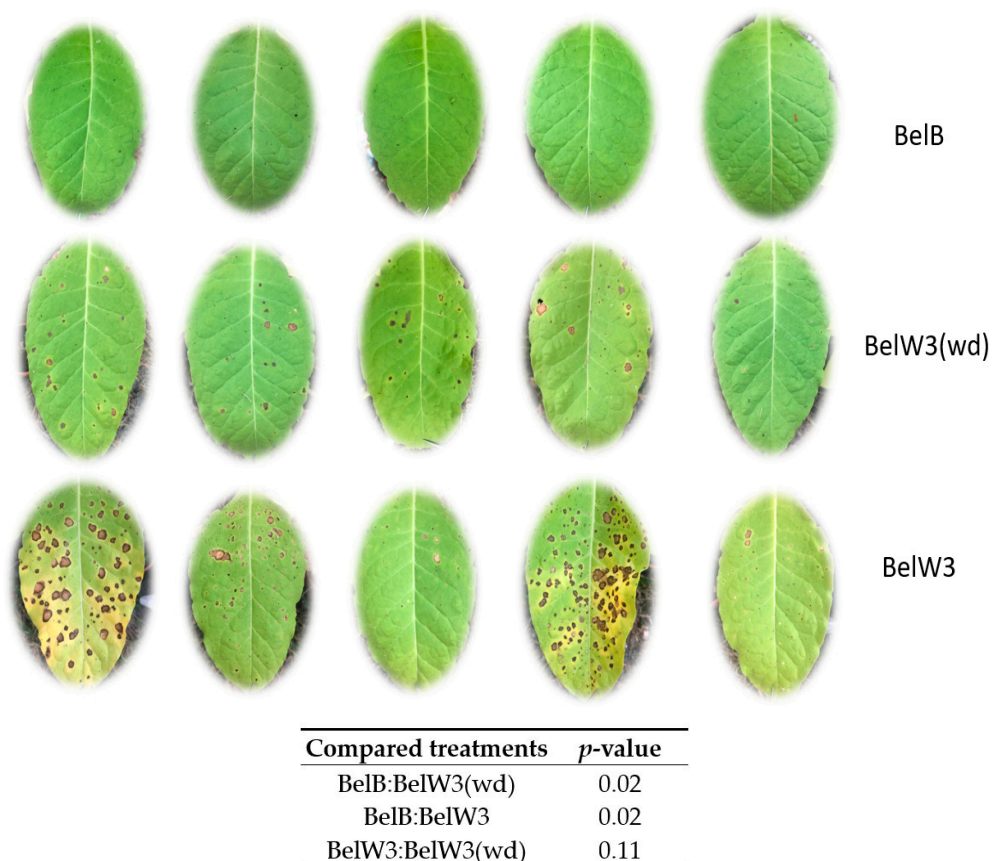 BelB
BelW3(wd)
BelW3
Compared treatments p-value
BelB:BelW3(wd) 0.02
BelB:BelW3 0.02
BelW3:BelW3(wd) 0.11